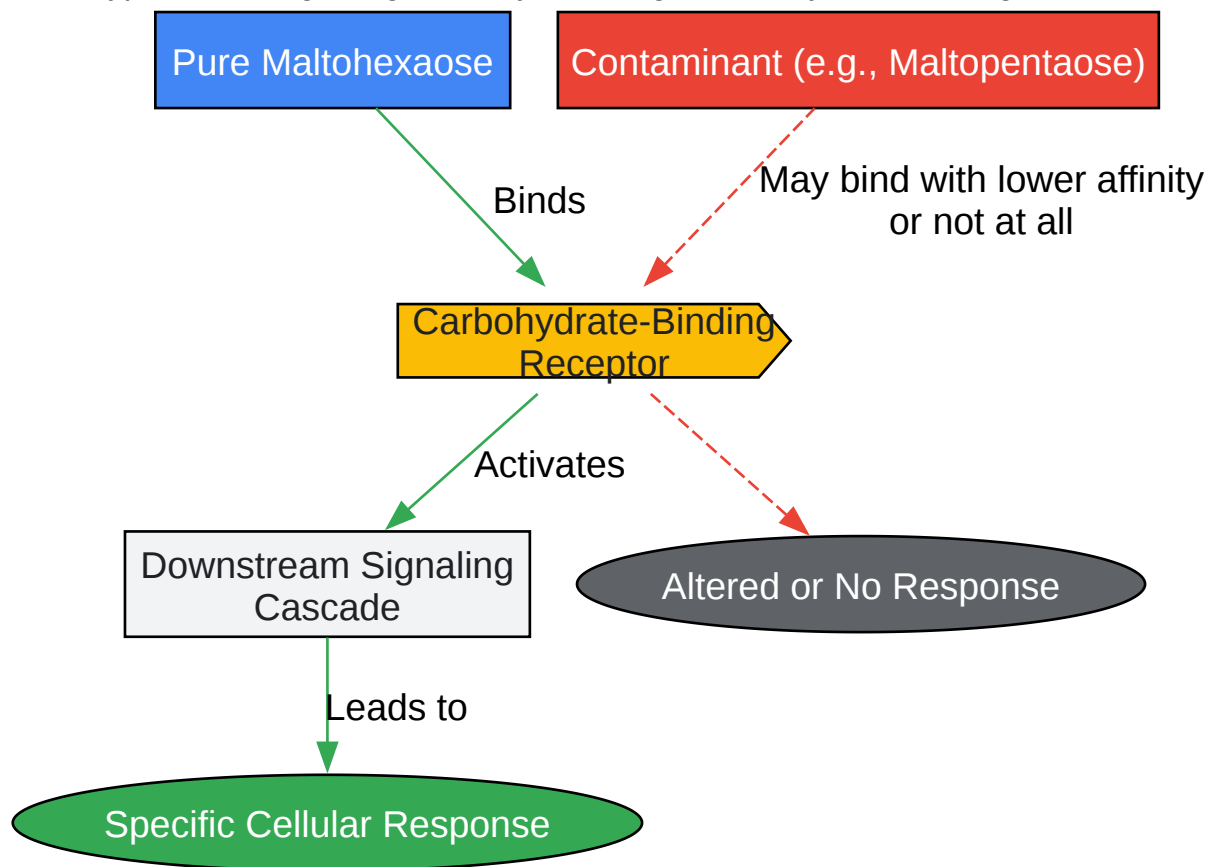 Pure Maltohexaose
Contaminant (e.g., Maltopentaose)
Binds
May bind with lower affinity
or not at all
Carbohydrate-Binding
Receptor
Activates
Downstream Signaling
Cascade
Altered or No Response
Leads to
Specific Cellular Response